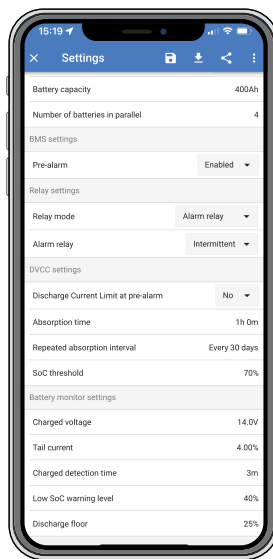 15:19
Settings
Battery capacity 400Ah
Number of batteries in parallel 4
BMS settings
Pre-alarm Enabled
Relay settings
Relay mode Alarm relay
Alarm relay Intermittent
DVCC settings
Discharge Current Limit at pre-alarm No
Absorption time 1h 0m
Repeated absorption interval Every 30 days
SoC threshold 70%
Battery monitor settings
Charged voltage 14.0V
Tail current 4.00%
Charged detection time 3m
Low SoC warning level 40%
Discharge floor 25%